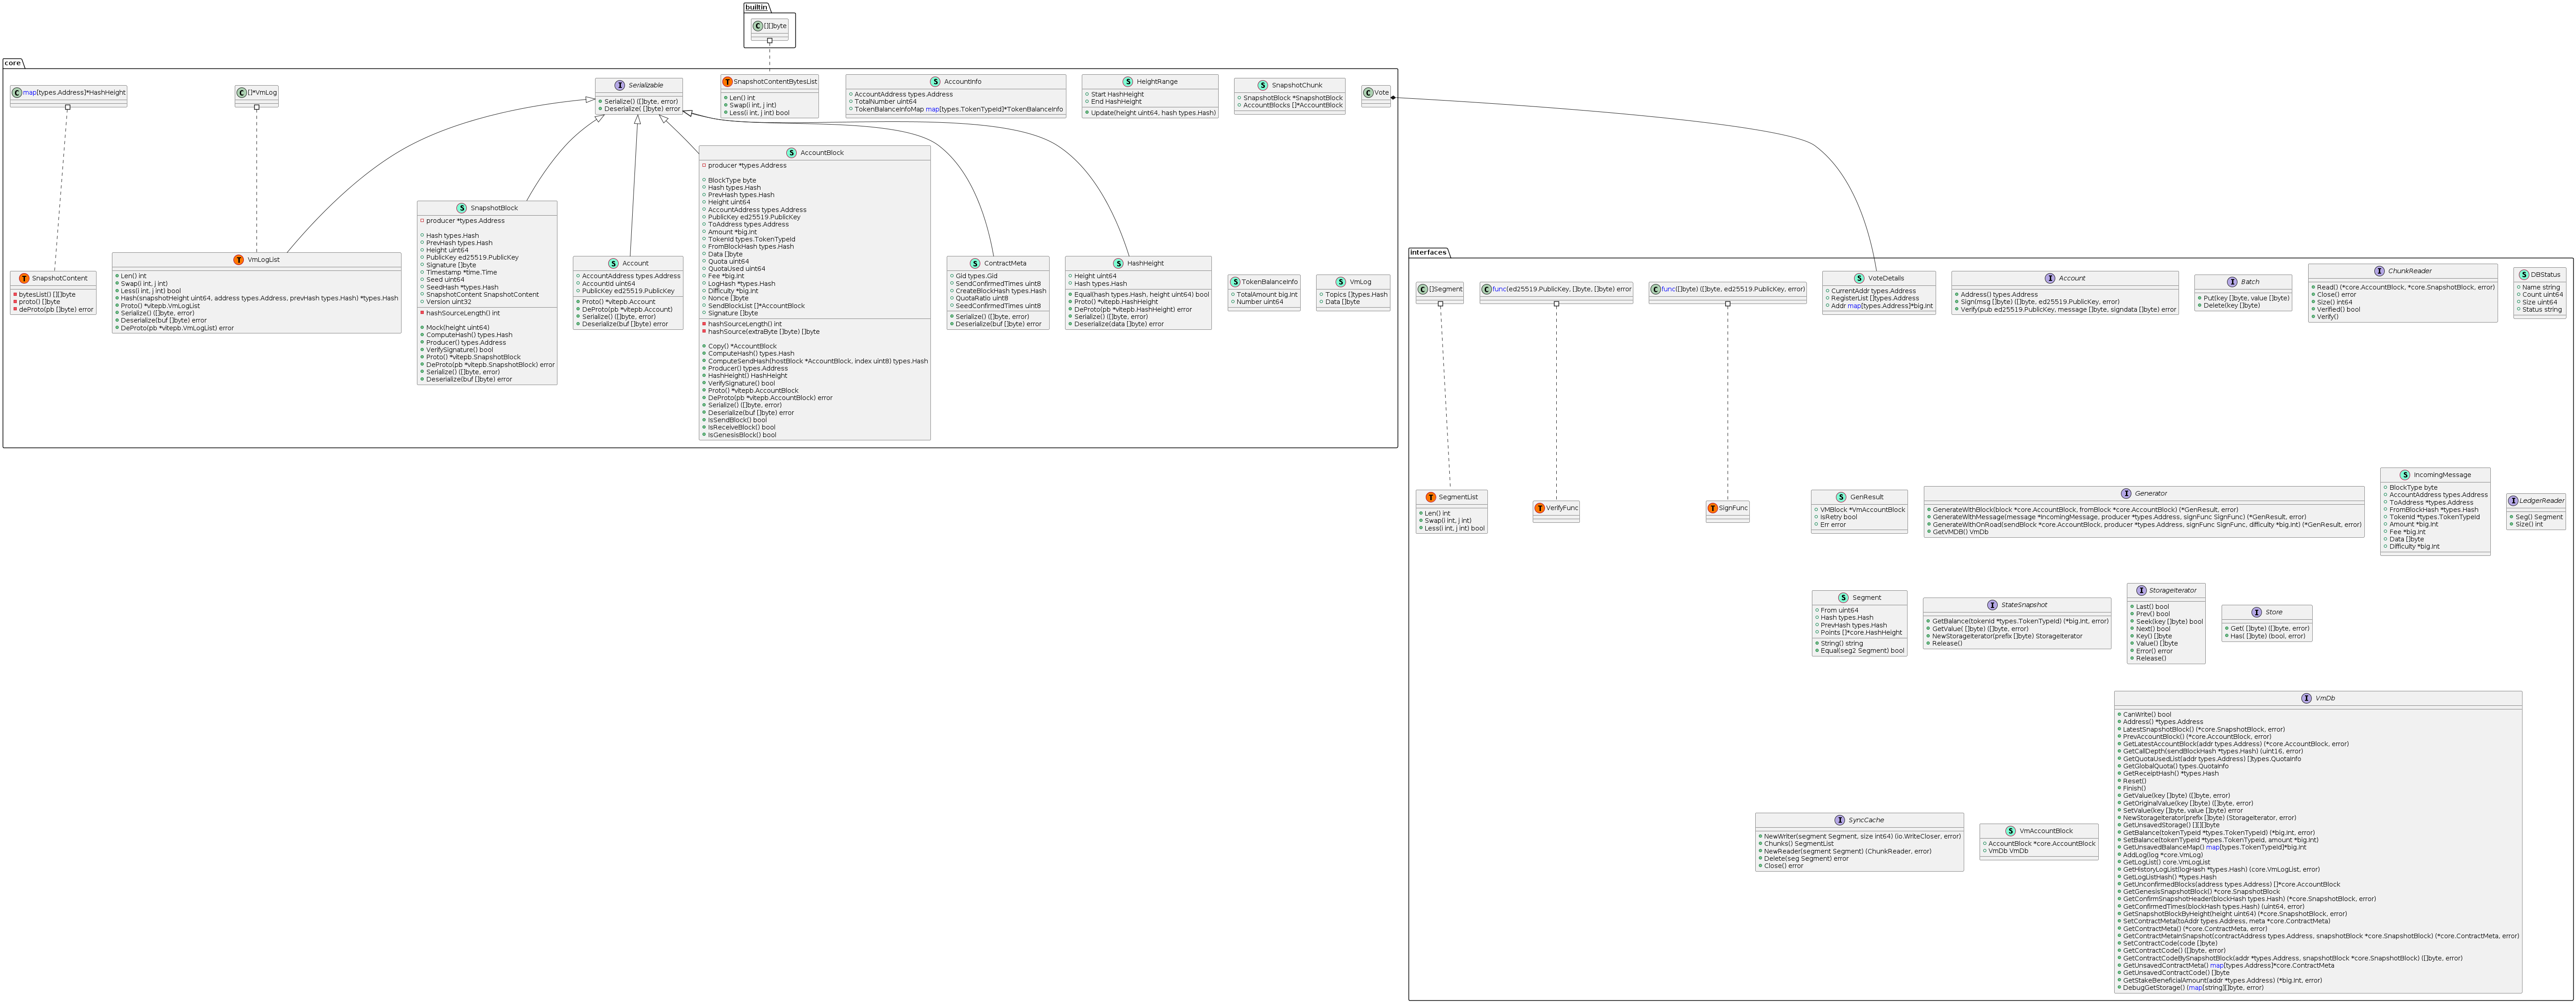 builtin
C [][]byte
core
C map[types.Address]*HashHeight
C []*VmLog
I Serializable
Serialize() ([]byte, error)
Deserialize( []byte) error
T SnapshotContentBytesList
Len() int
Swap(i int, j int)
Less(i int, j int) bool
S AccountInfo
AccountAddress types.Address
TotalNumber uint64
TokenBalanceInfoMap map[types.TokenTypeId]*TokenBalanceInfo
S HeightRange
Start HashHeight
End HashHeight
Update(height uint64, hash types.Hash)
S SnapshotChunk
SnapshotBlock *SnapshotBlock
AccountBlocks []*AccountBlock
C Vote
T SnapshotContent
bytesList() [][]byte
proto() []byte
deProto(pb []byte) error
T VmLogList
Len() int
Swap(i int, j int)
Less(i int, j int) bool
Hash(snapshotHeight uint64, address types.Address, prevHash types.Hash) *types.Hash
Proto() *vitepb.VmLogList
Serialize() ([]byte, error)
Deserialize(buf []byte) error
DeProto(pb *vitepb.VmLogList) error
S SnapshotBlock
producer *types.Address
Hash types.Hash
PrevHash types.Hash
Height uint64
PublicKey ed25519.PublicKey
Signature []byte
Timestamp *time.Time
Seed uint64
SeedHash *types.Hash
SnapshotContent SnapshotContent
Version uint32
hashSourceLength() int
Mock(height uint64)
ComputeHash() types.Hash
Producer() types.Address
VerifySignature() bool
Proto() *vitepb.SnapshotBlock
DeProto(pb *vitepb.SnapshotBlock) error
Serialize() ([]byte, error)
Deserialize(buf []byte) error
S Account
AccountAddress types.Address
AccountId uint64
PublicKey ed25519.PublicKey
Proto() *vitepb.Account
DeProto(pb *vitepb.Account)
Serialize() ([]byte, error)
Deserialize(buf []byte) error
S AccountBlock
producer *types.Address
BlockType byte
Hash types.Hash
PrevHash types.Hash
Height uint64
AccountAddress types.Address
PublicKey ed25519.PublicKey
ToAddress types.Address
Amount *big.Int
TokenId types.TokenTypeId
FromBlockHash types.Hash
Data []byte
Quota uint64
QuotaUsed uint64
Fee *big.Int
LogHash *types.Hash
Difficulty *big.Int
Nonce []byte
SendBlockList []*AccountBlock
Signature []byte
hashSourceLength() int
hashSource(extraByte []byte) []byte
Copy() *AccountBlock
ComputeHash() types.Hash
ComputeSendHash(hostBlock *AccountBlock, index uint8) types.Hash
Producer() types.Address
HashHeight() HashHeight
VerifySignature() bool
Proto() *vitepb.AccountBlock
DeProto(pb *vitepb.AccountBlock) error
Serialize() ([]byte, error)
Deserialize(buf []byte) error
IsSendBlock() bool
IsReceiveBlock() bool
IsGenesisBlock() bool
S ContractMeta
Gid types.Gid
SendConfirmedTimes uint8
CreateBlockHash types.Hash
QuotaRatio uint8
SeedConfirmedTimes uint8
Serialize() ([]byte, error)
Deserialize(buf []byte) error
S HashHeight
Height uint64
Hash types.Hash
Equal(hash types.Hash, height uint64) bool
Proto() *vitepb.HashHeight
DeProto(pb *vitepb.HashHeight) error
Serialize() ([]byte, error)
Deserialize(data []byte) error
S TokenBalanceInfo
TotalAmount big.Int
Number uint64
S VmLog
Topics []types.Hash
Data []byte
interfaces
C []Segment
C func(ed25519.PublicKey, []byte, []byte) error
C func([]byte) ([]byte, ed25519.PublicKey, error)
S VoteDetails
CurrentAddr types.Address
RegisterList []types.Address
Addr map[types.Address]*big.Int
I Account
Address() types.Address
Sign(msg []byte) ([]byte, ed25519.PublicKey, error)
Verify(pub ed25519.PublicKey, message []byte, signdata []byte) error
I Batch
Put(key []byte, value []byte)
Delete(key []byte)
I ChunkReader
Read() (*core.AccountBlock, *core.SnapshotBlock, error)
Close() error
Size() int64
Verified() bool
Verify()
S DBStatus
Name string
Count uint64
Size uint64
Status string
T SegmentList
Len() int
Swap(i int, j int)
Less(i int, j int) bool
T VerifyFunc
T SignFunc
S GenResult
VMBlock *VmAccountBlock
IsRetry bool
Err error
I Generator
GenerateWithBlock(block *core.AccountBlock, fromBlock *core.AccountBlock) (*GenResult, error)
GenerateWithMessage(message *IncomingMessage, producer *types.Address, signFunc SignFunc) (*GenResult, error)
GenerateWithOnRoad(sendBlock *core.AccountBlock, producer *types.Address, signFunc SignFunc, difficulty *big.Int) (*GenResult, error)
GetVMDB() VmDb
S IncomingMessage
BlockType byte
AccountAddress types.Address
ToAddress *types.Address
FromBlockHash *types.Hash
TokenId *types.TokenTypeId
Amount *big.Int
Fee *big.Int
Data []byte
Difficulty *big.Int
I LedgerReader
Seg() Segment
Size() int
S Segment
From uint64
Hash types.Hash
PrevHash types.Hash
Points []*core.HashHeight
String() string
Equal(seg2 Segment) bool
I StateSnapshot
GetBalance(tokenId *types.TokenTypeId) (*big.Int, error)
GetValue( []byte) ([]byte, error)
NewStorageIterator(prefix []byte) StorageIterator
Release()
I StorageIterator
Last() bool
Prev() bool
Seek(key []byte) bool
Next() bool
Key() []byte
Value() []byte
Error() error
Release()
I Store
Get( []byte) ([]byte, error)
Has( []byte) (bool, error)
I SyncCache
NewWriter(segment Segment, size int64) (io.WriteCloser, error)
Chunks() SegmentList
NewReader(segment Segment) (ChunkReader, error)
Delete(seg Segment) error
Close() error
S VmAccountBlock
AccountBlock *core.AccountBlock
VmDb VmDb
I VmDb
CanWrite() bool
Address() *types.Address
LatestSnapshotBlock() (*core.SnapshotBlock, error)
PrevAccountBlock() (*core.AccountBlock, error)
GetLatestAccountBlock(addr types.Address) (*core.AccountBlock, error)
GetCallDepth(sendBlockHash *types.Hash) (uint16, error)
GetQuotaUsedList(addr types.Address) []types.QuotaInfo
GetGlobalQuota() types.QuotaInfo
GetReceiptHash() *types.Hash
Reset()
Finish()
GetValue(key []byte) ([]byte, error)
GetOriginalValue(key []byte) ([]byte, error)
SetValue(key []byte, value []byte) error
NewStorageIterator(prefix []byte) (StorageIterator, error)
GetUnsavedStorage() [][][]byte
GetBalance(tokenTypeId *types.TokenTypeId) (*big.Int, error)
SetBalance(tokenTypeId *types.TokenTypeId, amount *big.Int)
GetUnsavedBalanceMap() map[types.TokenTypeId]*big.Int
AddLog(log *core.VmLog)
GetLogList() core.VmLogList
GetHistoryLogList(logHash *types.Hash) (core.VmLogList, error)
GetLogListHash() *types.Hash
GetUnconfirmedBlocks(address types.Address) []*core.AccountBlock
GetGenesisSnapshotBlock() *core.SnapshotBlock
GetConfirmSnapshotHeader(blockHash types.Hash) (*core.SnapshotBlock, error)
GetConfirmedTimes(blockHash types.Hash) (uint64, error)
GetSnapshotBlockByHeight(height uint64) (*core.SnapshotBlock, error)
SetContractMeta(toAddr types.Address, meta *core.ContractMeta)
GetContractMeta() (*core.ContractMeta, error)
GetContractMetaInSnapshot(contractAddress types.Address, snapshotBlock *core.SnapshotBlock) (*core.ContractMeta, error)
SetContractCode(code []byte)
GetContractCode() ([]byte, error)
GetContractCodeBySnapshotBlock(addr *types.Address, snapshotBlock *core.SnapshotBlock) ([]byte, error)
GetUnsavedContractMeta() map[types.Address]*core.ContractMeta
GetUnsavedContractCode() []byte
GetStakeBeneficialAmount(addr *types.Address) (*big.Int, error)
DebugGetStorage() (map[string][]byte, error)